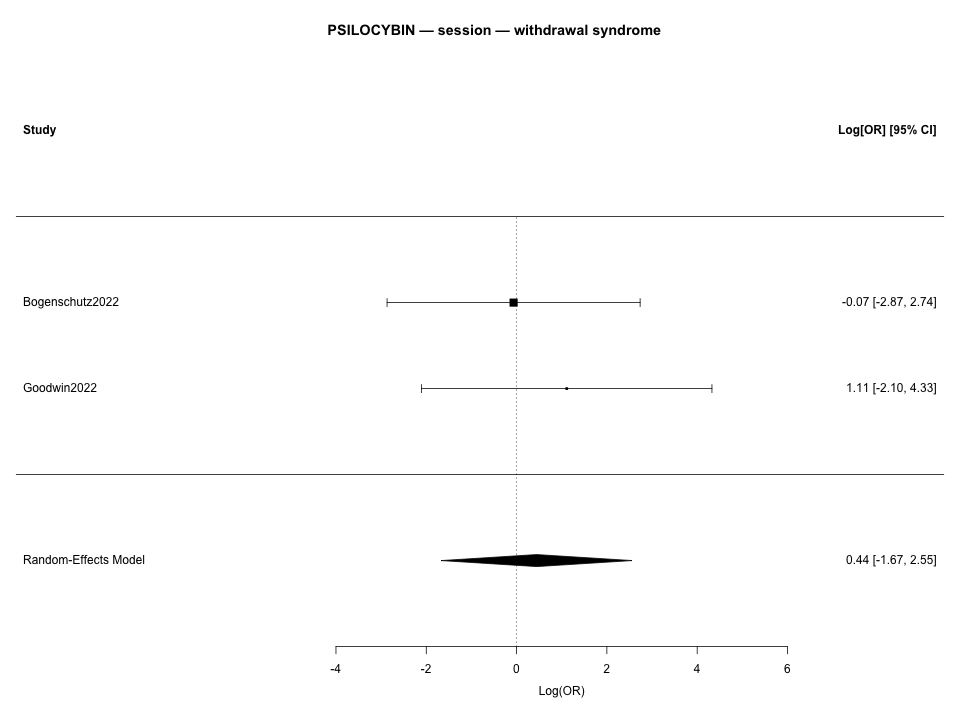 PSILOCYBIN — session — withdrawal syndrome
Study Log[OR] [95% CI]
Bogenschutz2022 -0.07 [-2.87, 2.74]
Goodwin2022 1.11 [-2.10, 4.33]
Random-Effects Model 0.44 [-1.67, 2.55]
-4 -2 0 2 4 6
Log(OR)